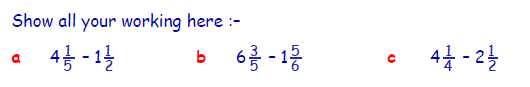 Show all your working here :-
a 4 1/5 - 1 1/2 b 6 3/5 - 1 5/6 c 4 1/4 - 2 1/2